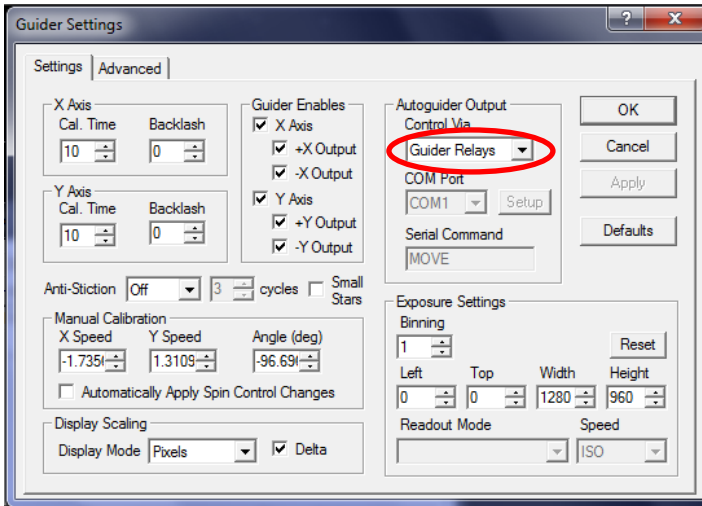 Guider Settings
Settings
Advanced
X Axis
Cal. Time Backlash
10 0
Y Axis
Cal. Time Backlash
10 0
Guider Enables
X Axis
+X Output
-X Output
Y Axis
+Y Output
-Y Output
Autoguider Output
Control Via
Guider Relays
COM Port
COM1 Setup
Serial Command
MOVE
OK
Cancel
Apply
Defaults
Anti-Stiction Off 3 cycles Small Stars
Manual Calibration
X Speed Y Speed Angle (deg)
1.3109
Automatically Apply Spin Control Changes
Display Scaling
Display Mode Pixels Delta
Exposure Settings
Binning
1 Reset
Left Top Width Height
0 0 1280 960
Readout Mode Speed
ISO